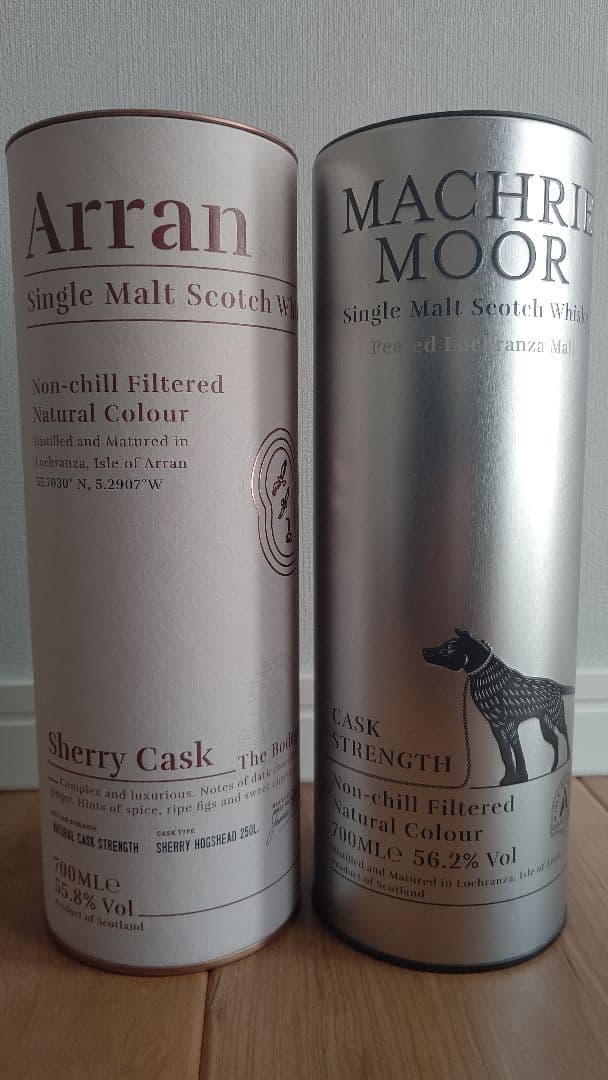 Arran
Single Malt Scotch
Non-chill Filtered
Natural Colour
Distilled and Matured in
Lochranza, Isle of Arran
55.7030° N, 5.2907°W
Sherry Cask
The
Complex and luxurious. Notes of dark
ginger. Hints of spice, ripe figs and sweet
NATURAL CASK STRENGTH
CASK TYPE
SHERRY HOGSHEAD 250L.
700ML℮
55.8% Vol
Product of Scotland
MACHRIE
MOOR
Single Malt Scotch
Peated Lochranza
CASK
STRENGTH
Non-chill Filtered
Natural Colour
700ML℮ 56.2% Vol
Distilled and Matured in Lochranza, Isle of
Product of Scotland